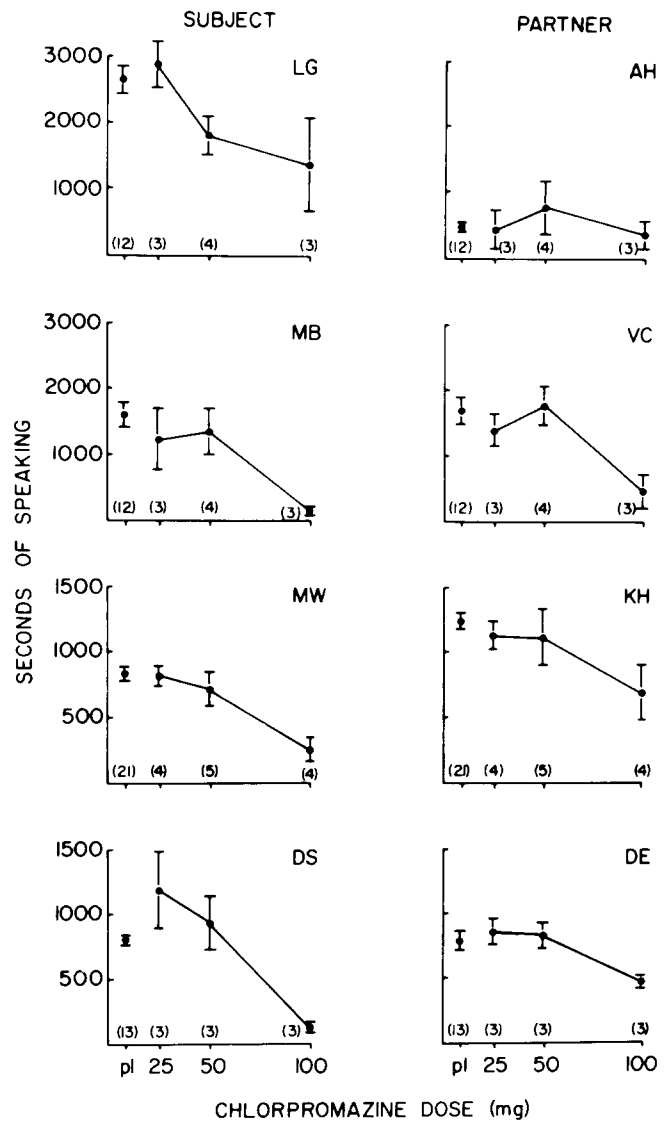 SUBJECT PARTNER
LG AH
3000
2000
1000
(12) (3) (4) (3) (12) (3) (4) (3)
MB VC
3000
2000
1000
(12) (3) (4) (3) (12) (3) (4) (3)
SECONDS OF SPEAKING
MW KH
1500
1000
500
(21) (4) (5) (4) (21) (4) (5) (4)
DS DE
1500
1000
500
(13) (3) (3) (3) (13) (3) (3) (3)
pl 25 50 100 pl 25 50 100
CHLORPROMAZINE DOSE (mg)